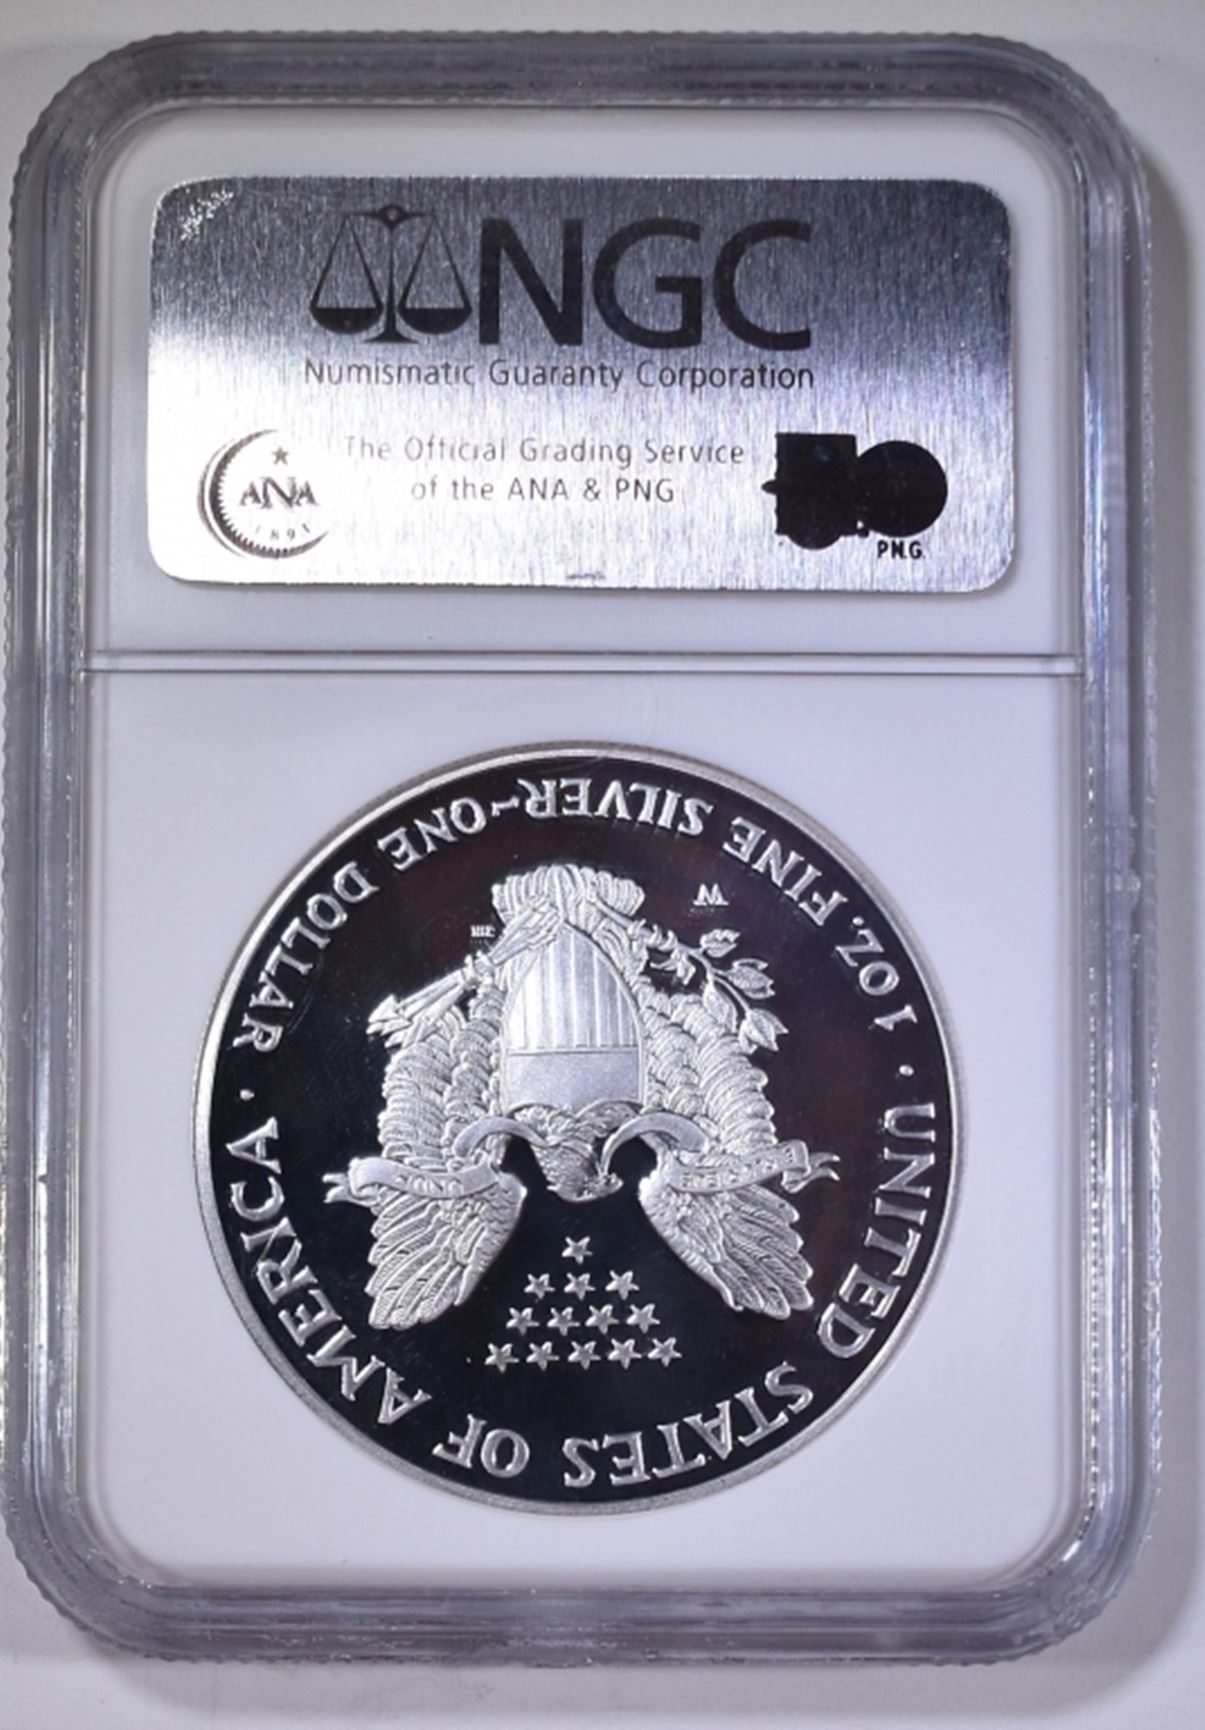 NGC
Numismatic Guaranty Corporation
The Official Grading Service
of the ANA & PNG
ANA
1891
P.N.G.
UNITED STATES OF AMERICA · 1 OZ. FINE SILVER~ONE DOLLAR ·
W